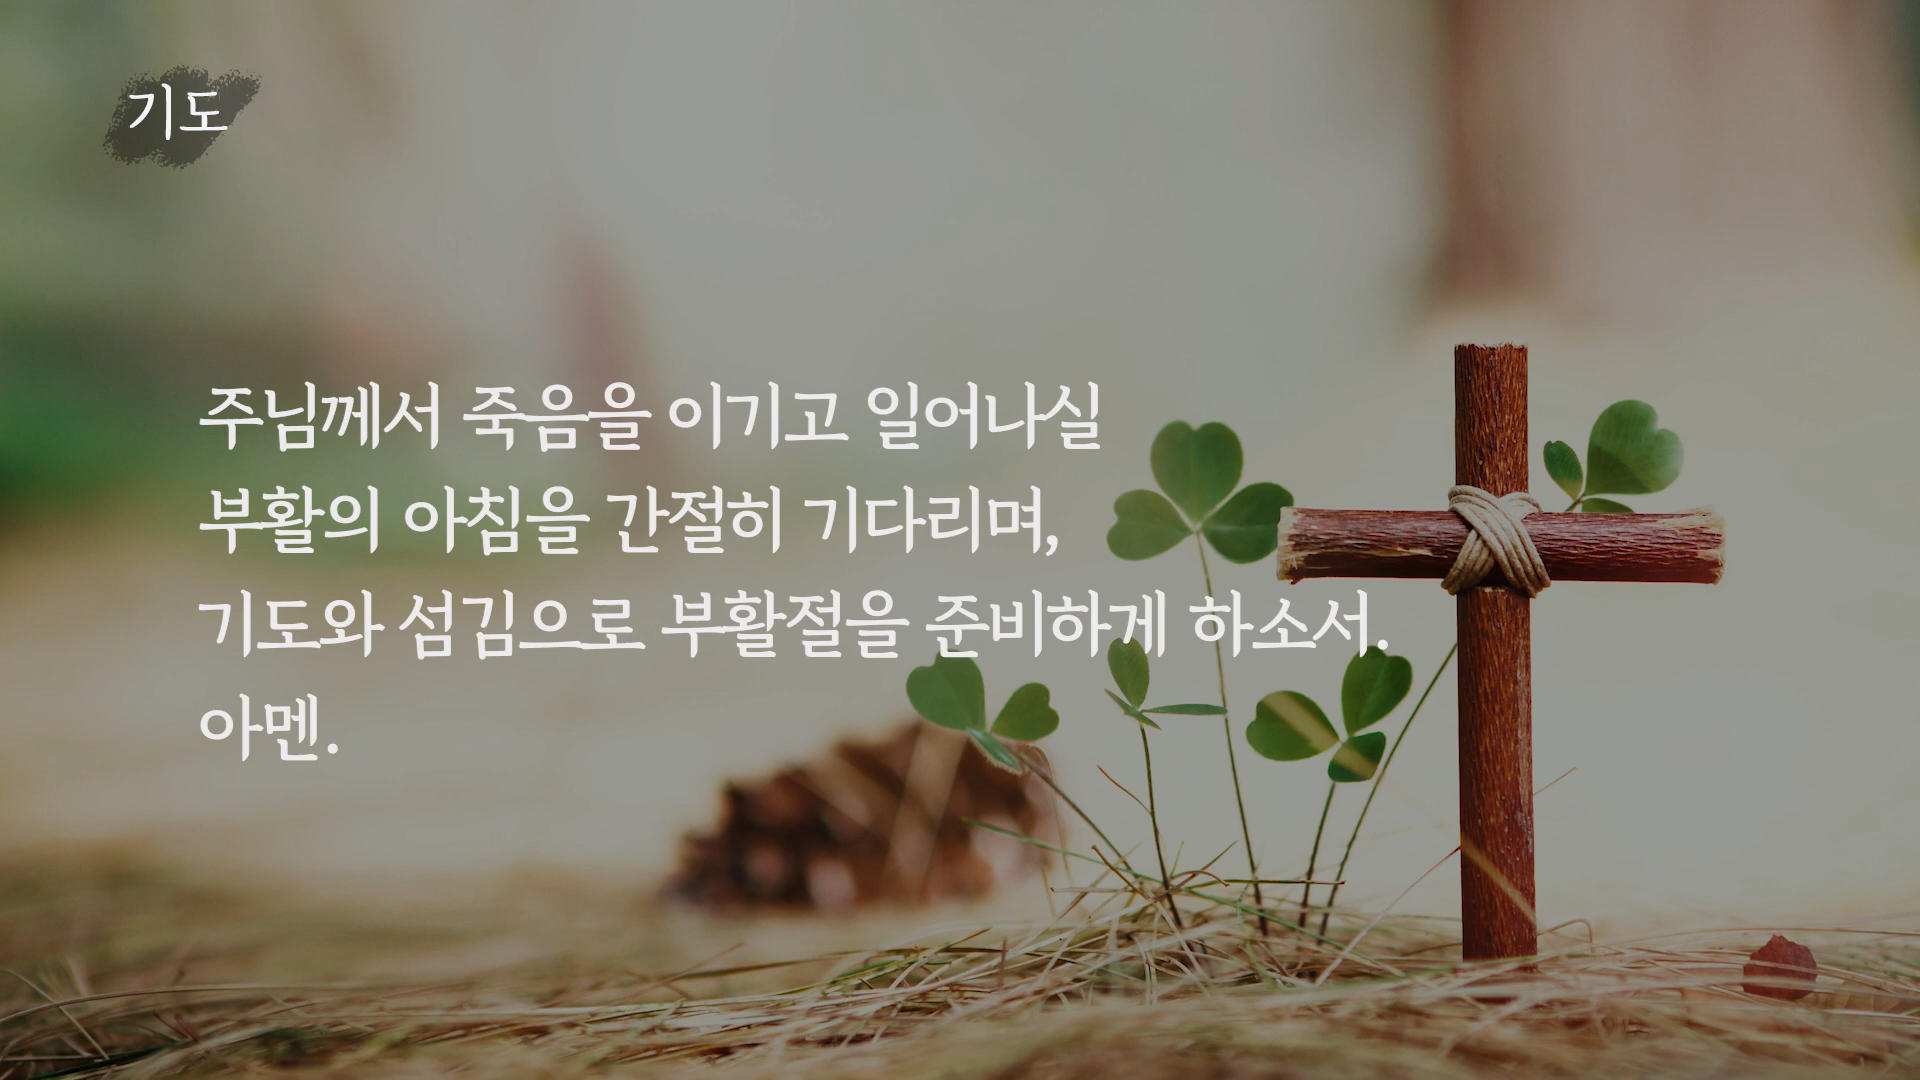 기도
주님께서 죽음을 이기고 일어나실
부활의 아침을 간절히 기다리며,
기도와 섬김으로 부활절을 준비하게 하소서.
아멘.